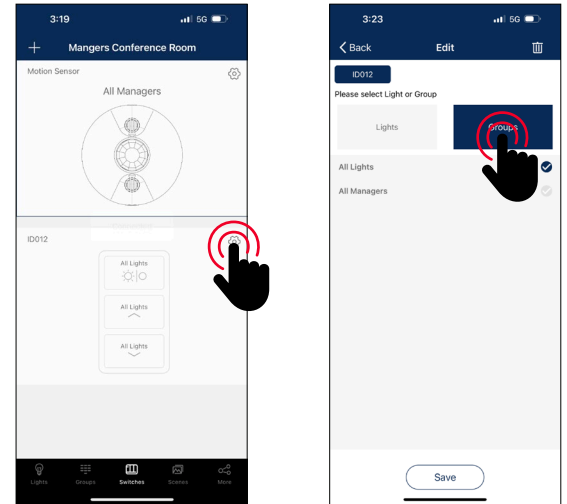 3:19
5G
Mangers Conference Room
Motion Sensor
All Managers
ID012
All Lights
All Lights
All Lights
Lights
Groups
Switches
Scenes
More
3:23
5G
Back
Edit
ID012
Please select Light or Group
Lights
Groups
All Lights
All Managers
Save